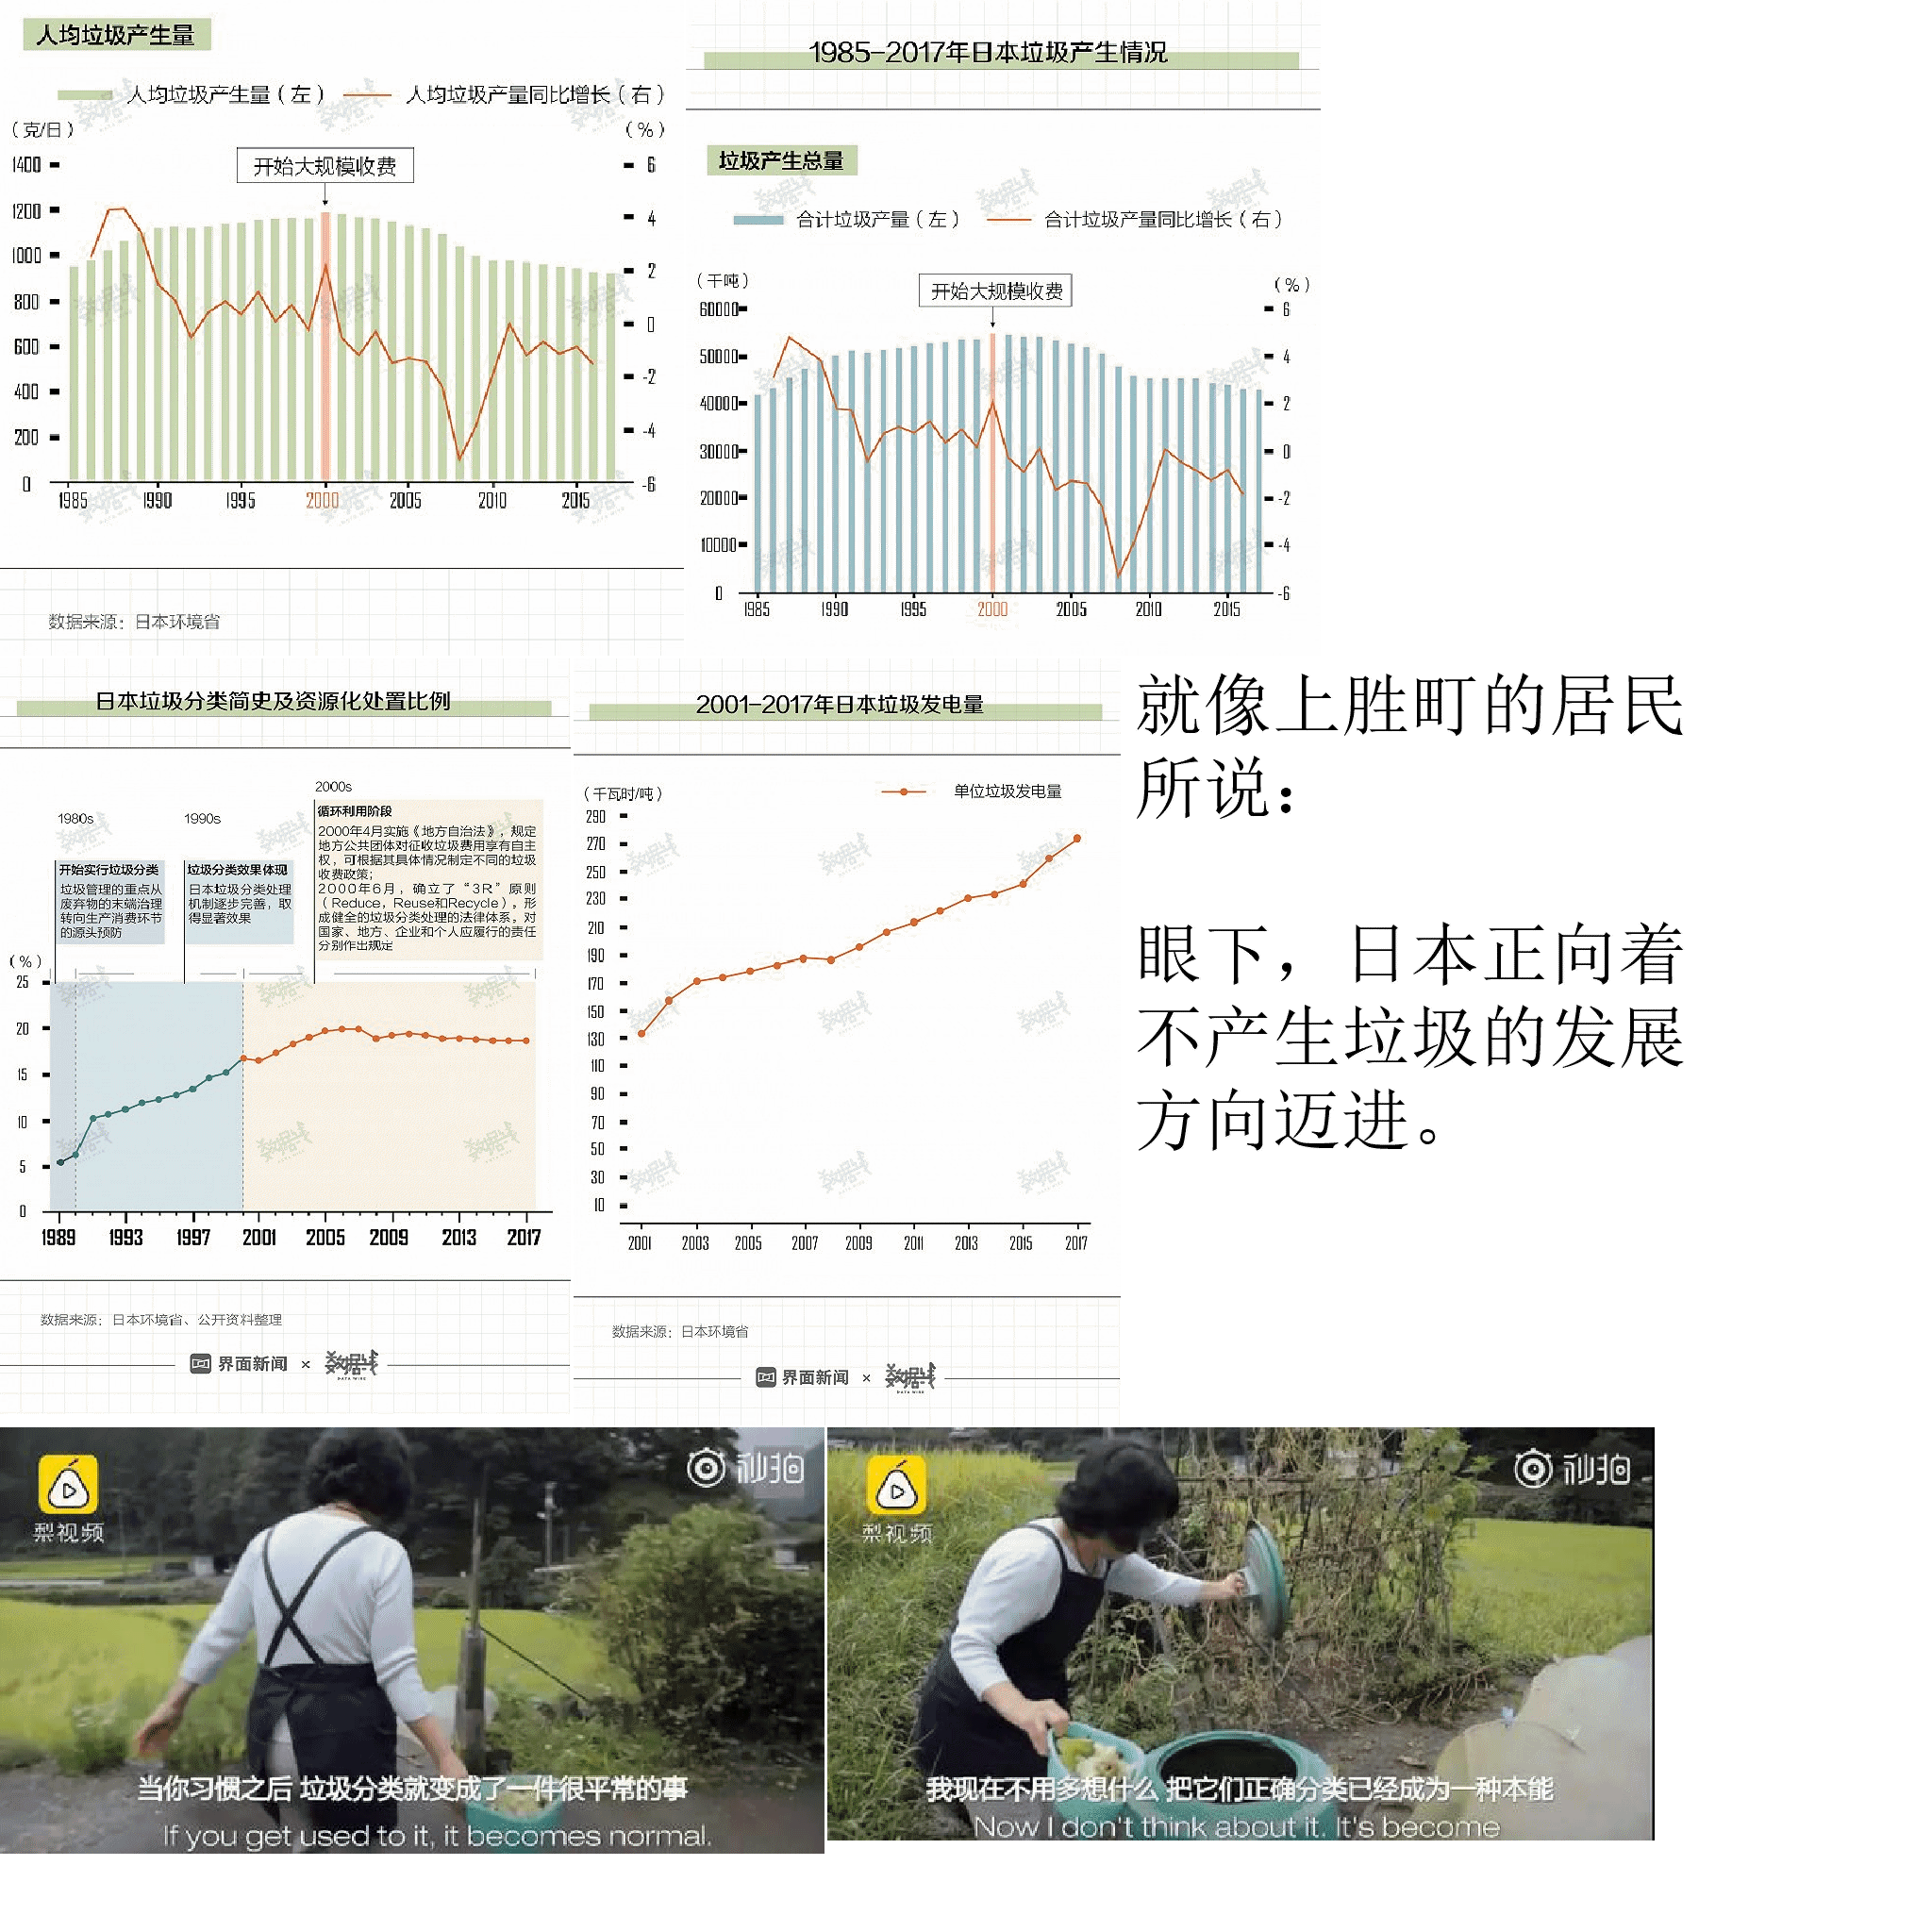 人均垃圾产生量
人均垃圾产生量（左） 人均垃圾产量同比增长（右）
（克/日） （%）
开始大规模收费
1400 6
1200 4
1000 2
800 0
600 -2
400 -4
200 -6
0
1985 1990 1995 2000 2005 2010 2015
数据来源：日本环境省
1985-2017年日本垃圾产生情况
垃圾产生总量
合计垃圾产量（左） 合计垃圾产量同比增长（右）
（千吨） （%）
开始大规模收费
60000 6
50000 4
40000 2
30000 0
20000 -2
10000 -4
0 -6
1985 1990 1995 2000 2005 2010 2015
日本垃圾分类简史及资源化处置比例
1980s
开始实行垃圾分类
垃圾管理的重点从
废弃物的末端治理
转向生产消费环节
的源头预防
1990s
垃圾分类效果体现
日本垃圾分类处理
机制逐步完善，取
得显著效果
2000s
循环利用阶段
2000年4月实施《地方自治法》，规定
地方公共团体对征收垃圾费用享有自主
权，可根据其具体情况制定不同的垃圾
收费政策；
2000年6月，确立了“3R”原则
（Reduce，Reuse和Recycle），形
成健全的垃圾分类处理的法律体系，对
国家、地方、企业和个人应履行的责任
分别作出规定
（%）
25
20
15
10
5
0
1989 1993 1997 2001 2005 2009 2013 2017
数据来源：日本环境省、公开资料整理
界面新闻 × 数据线
DATA WIRE
2001-2017年日本垃圾发电量
（千瓦时/吨） 单位垃圾发电量
290
270
250
230
210
190
170
150
130
110
90
70
50
30
10
2001 2003 2005 2007 2009 2011 2013 2015 2017
数据来源：日本环境省
界面新闻 × 数据线
DATA WIRE
就像上胜町的居民
所说：
眼下，日本正向着
不产生垃圾的发展
方向迈进。
梨视频
秒拍
当你习惯之后 垃圾分类就变成了一件很平常的事
If you get used to it, it becomes normal.
梨视频
秒拍
我现在不用多想什么 把它们正确分类已经成为一种本能
Now I don't think about it. It's become